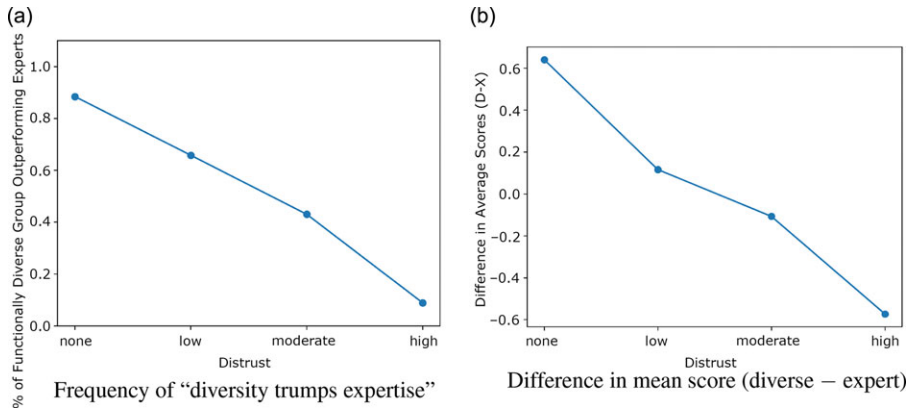 (a)
% of Functionally Diverse Group Outperforming Experts
1.0
0.8
0.6
0.4
0.2
0.0
none low moderate high
Distrust
Frequency of “diversity trumps expertise”
(b)
Difference in Average Scores (D-X)
0.6
0.4
0.2
0.0
−0.2
−0.4
−0.6
none low moderate high
Distrust
Difference in mean score (diverse − expert)